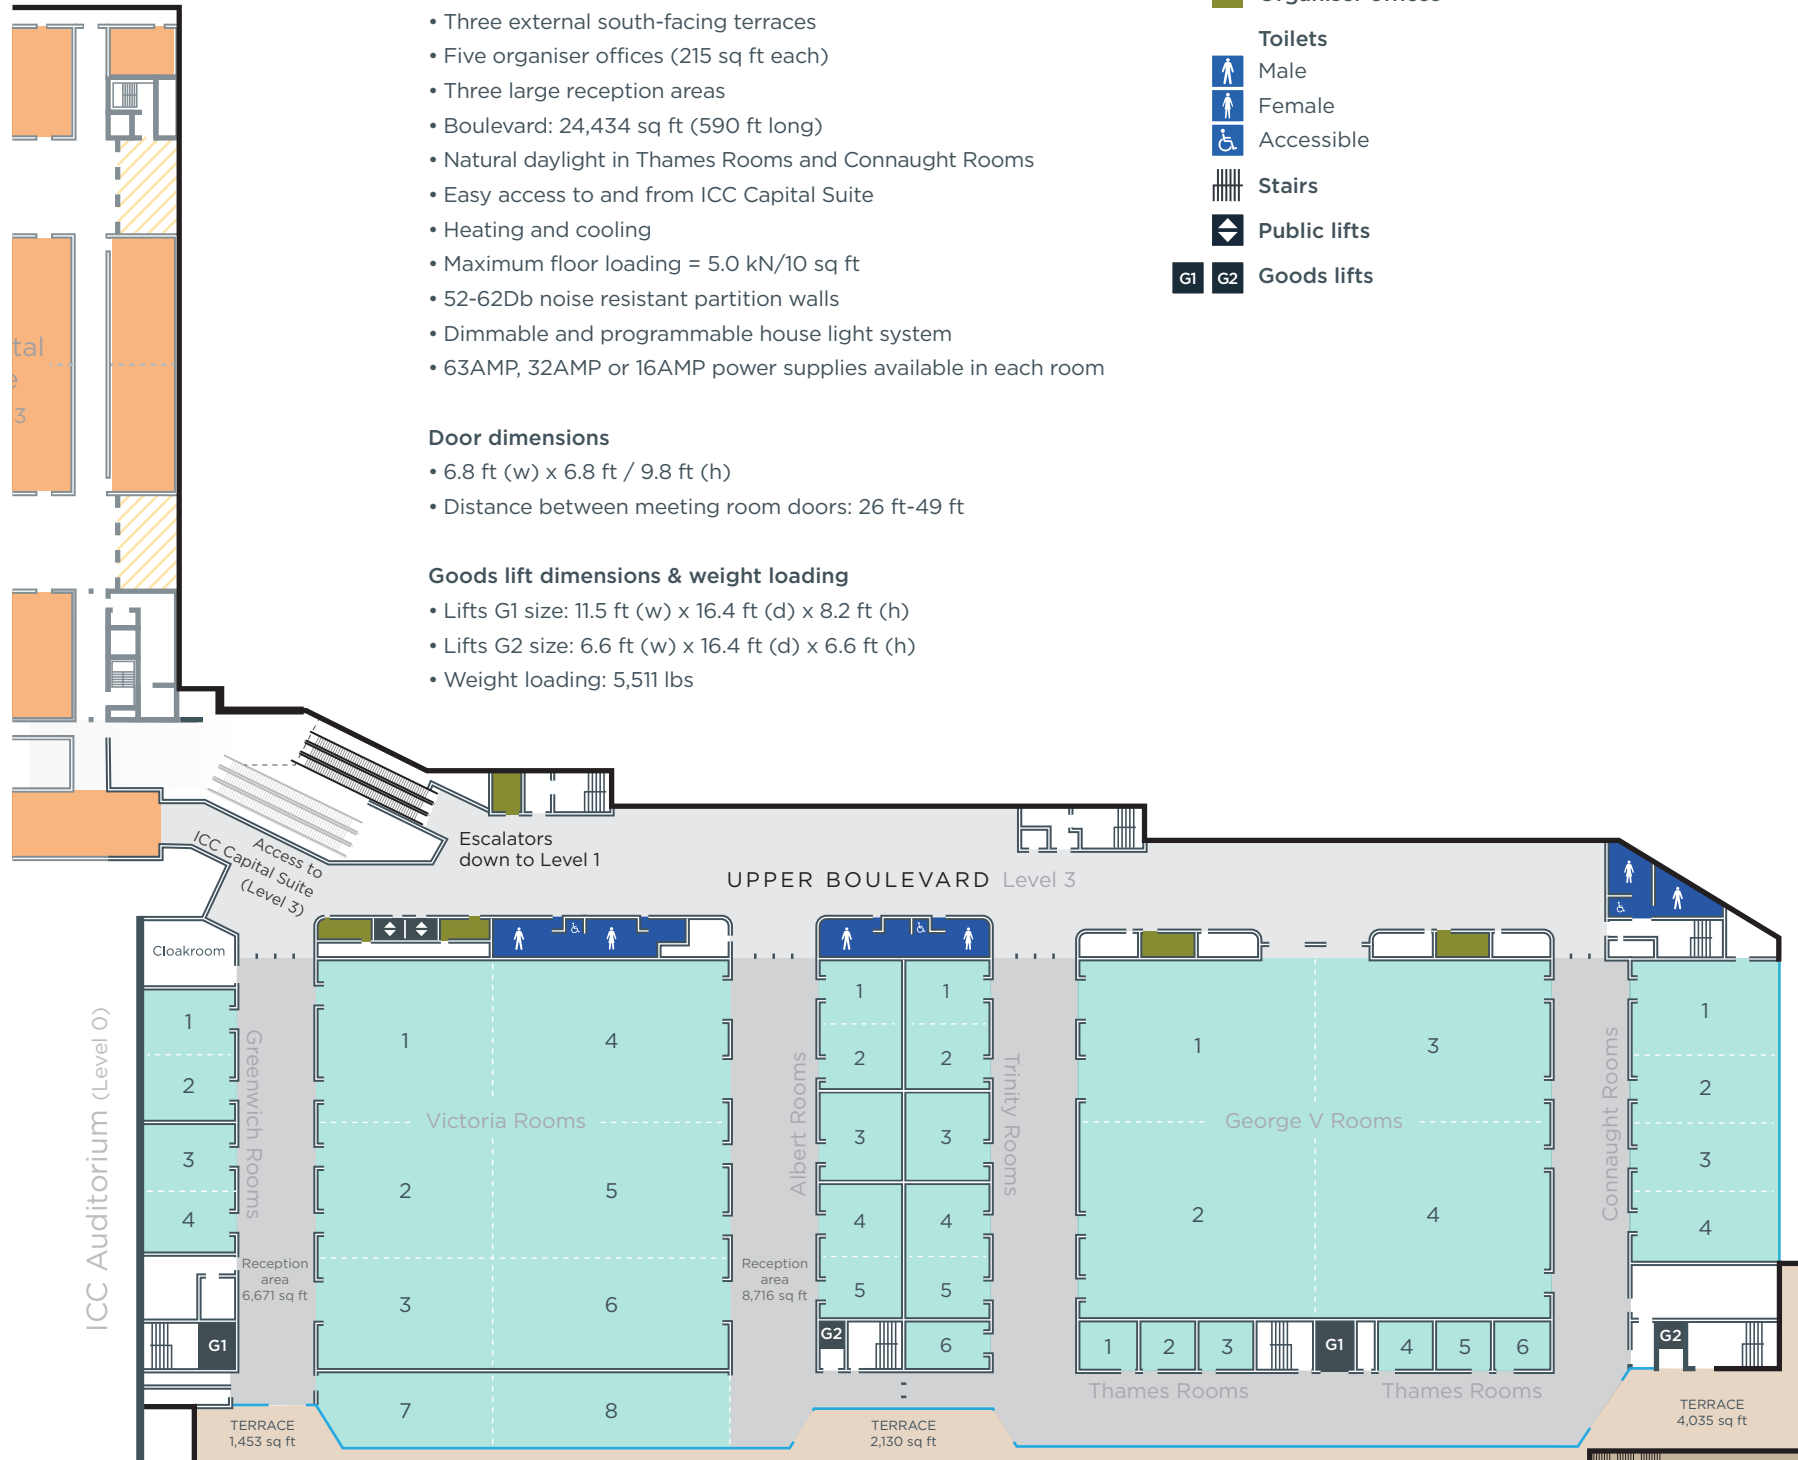 • Three external south-facing terraces
• Five organiser offices (215 sq ft each)
• Three large reception areas
• Boulevard: 24,434 sq ft (590 ft long)
• Natural daylight in Thames Rooms and Connaught Rooms
• Easy access to and from ICC Capital Suite
• Heating and cooling
• Maximum floor loading = 5.0 kN/10 sq ft
• 52-62Db noise resistant partition walls
• Dimmable and programmable house light system
• 63AMP, 32AMP or 16AMP power supplies available in each room
Door dimensions
• 6.8 ft (w) x 6.8 ft / 9.8 ft (h)
• Distance between meeting room doors: 26 ft-49 ft
Goods lift dimensions & weight loading
• Lifts G1 size: 11.5 ft (w) x 16.4 ft (d) x 8.2 ft (h)
• Lifts G2 size: 6.6 ft (w) x 16.4 ft (d) x 6.6 ft (h)
• Weight loading: 5,511 lbs
Toilets
Male
Female
Accessible
Stairs
Public lifts
G1 G2 Goods lifts
tal
e
3
Escalators
down to Level 1
Access to
ICC Capital Suite
(Level 3)
UPPER BOULEVARD Level 3
Cloakroom
ICC Auditorium (Level 0)
1
2
3
4
Greenwich Rooms
Reception
area
6,671 sq ft
G1
1
4
Victoria Rooms
2
5
3
6
7
8
Albert Rooms
Reception
area
8,716 sq ft
1
2
3
4
5
G2
1
2
3
4
5
6
Trinity Rooms
1
3
George V Rooms
2
4
1 2 3 G1 4 5 6
Thames Rooms
Thames Rooms
Connaught Rooms
1
2
3
4
G2
TERRACE
1,453 sq ft
TERRACE
2,130 sq ft
TERRACE
4,035 sq ft